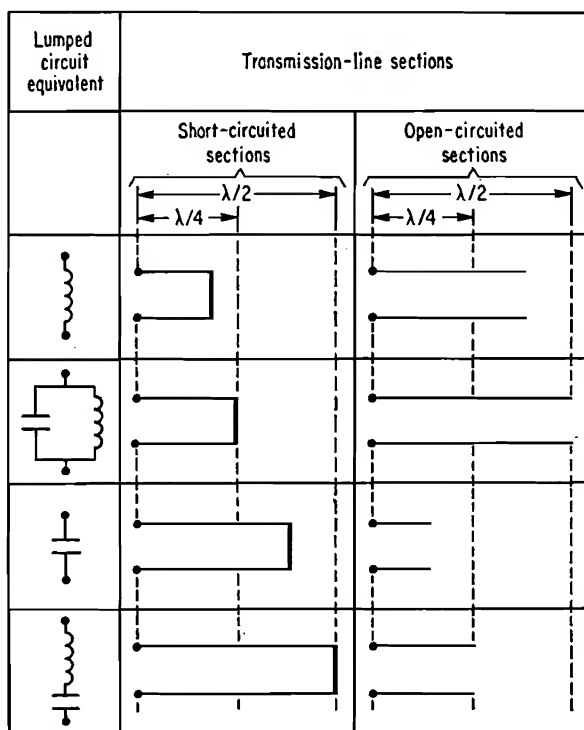 Lumped
circuit
equivalent
Transmission-line sections
Short-circuited
sections
Open-circuited
sections
λ/2
λ/2
λ/4
λ/4